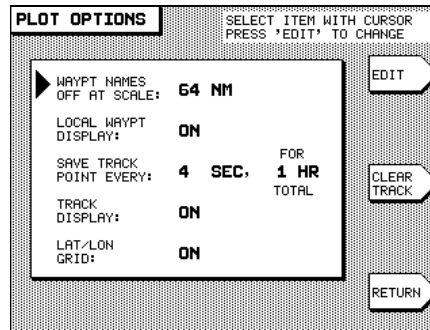 PLOT OPTIONS
SELECT ITEM WITH CURSOR
PRESS 'EDIT' TO CHANGE
WAYPT NAMES
OFF AT SCALE: 64 NM
LOCAL WAYPT
DISPLAY: ON
SAVE TRACK
POINT EVERY: 4 SEC,
FOR
1 HR
TOTAL
TRACK
DISPLAY: ON
LAT/LON
GRID: ON
EDIT
CLEAR
TRACK
RETURN